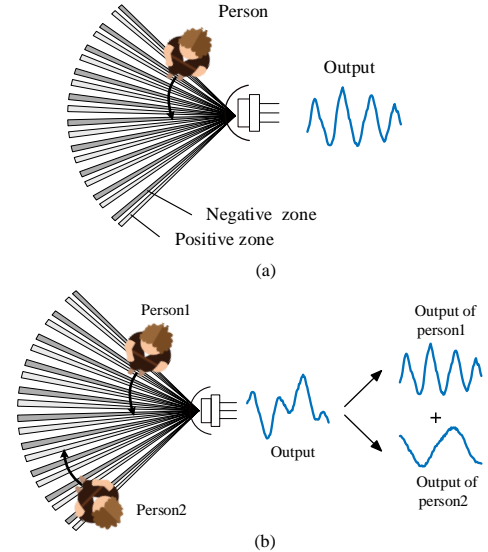 Person
Output
Negative zone
Positive zone
(a)
Person1
Person2
Output
Output of
person1
+
Output of
person2
(b)